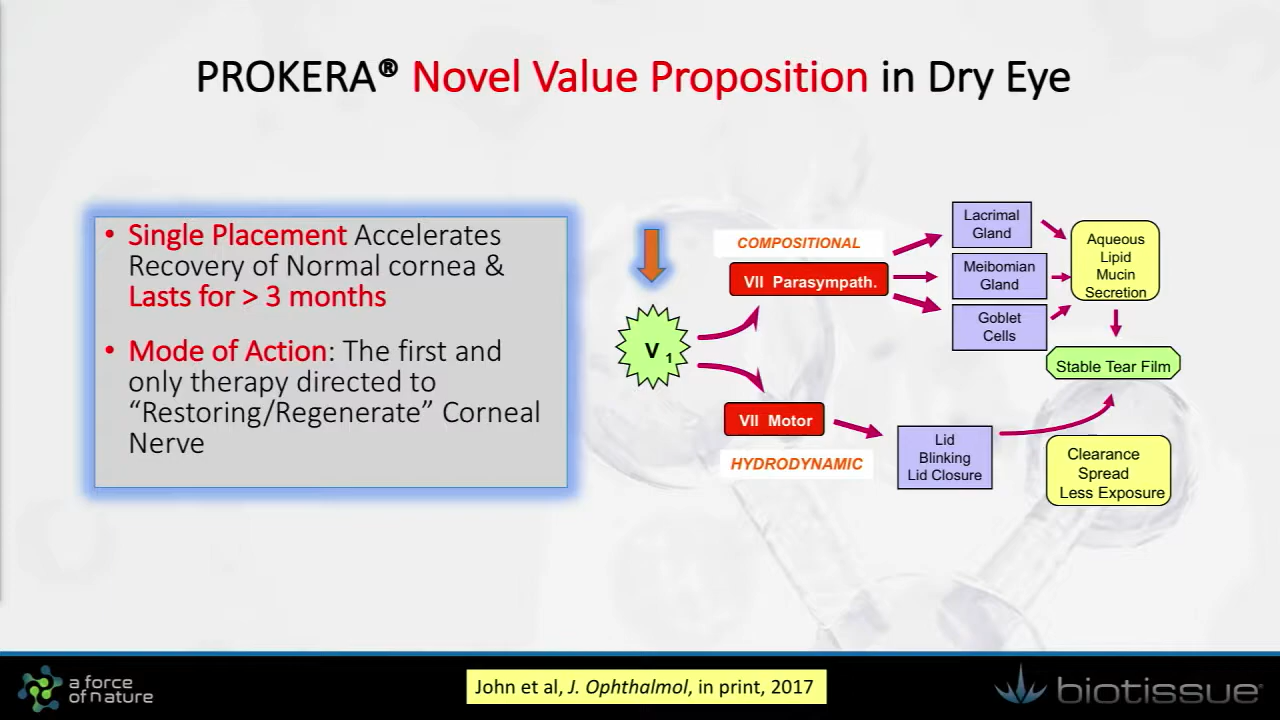 PROKERA® Novel Value Proposition in Dry Eye
• Single Placement Accelerates
Recovery of Normal cornea &
Lasts for > 3 months
• Mode of Action: The first and
only therapy directed to
“Restoring/Regenerate” Corneal
Nerve
V 1
COMPOSITIONAL
VII Parasympath.
VII Motor
HYDRODYNAMIC
Lacrimal
Gland
Meibomian
Gland
Goblet
Cells
Aqueous
Lipid
Mucin
Secretion
Stable Tear Film
Lid
Blinking
Lid Closure
Clearance
Spread
Less Exposure
a force
of nature
John et al, J. Ophthalmol, in print, 2017
biotissue®